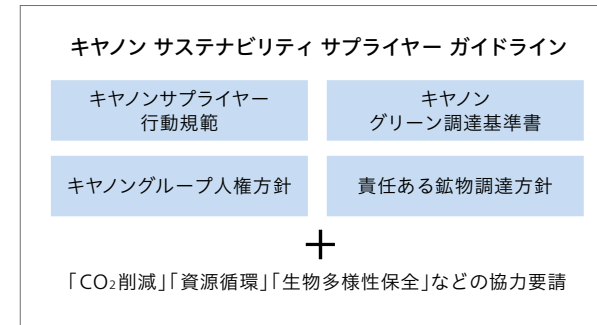 キヤノン サステナビリティ サプライヤー ガイドライン
キヤノンサプライヤー
行動規範
キヤノン
グリーン調達基準書
キヤノングループ人権方針
責任ある鉱物調達方針
+
「CO₂削減」「資源循環」「生物多様性保全」などの協力要請